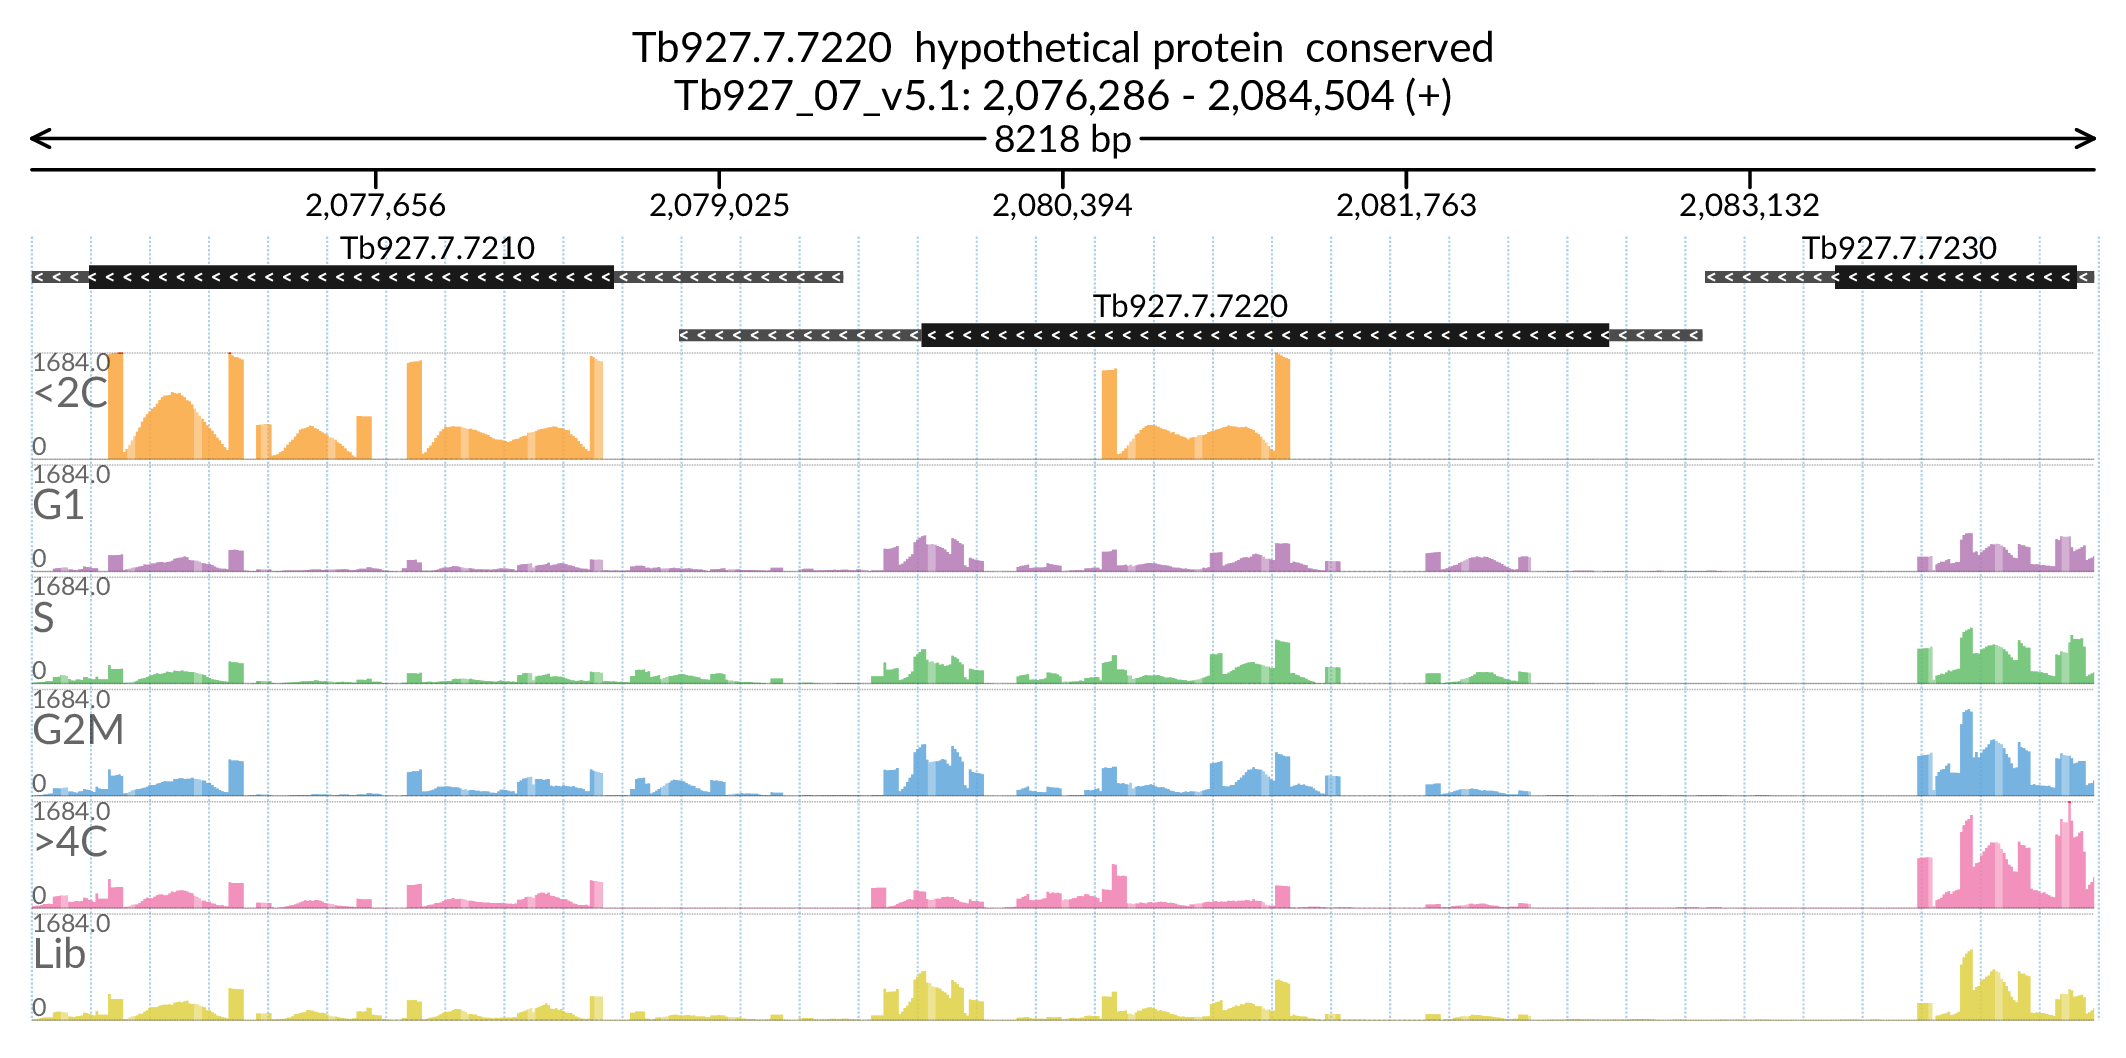 Tb927.7.7220  hypothetical protein  conserved
Tb927_07_v5.1: 2,076,286 - 2,084,504 (+)
8218 bp
2,077,656 2,079,025 2,080,394 2,081,763 2,083,132
Tb927.7.7210 Tb927.7.7230
Tb927.7.7220
1684.0
<2C
0
1684.0
G1
0
1684.0
S
0
1684.0
G2M
0
1684.0
>4C
0
1684.0
Lib
0